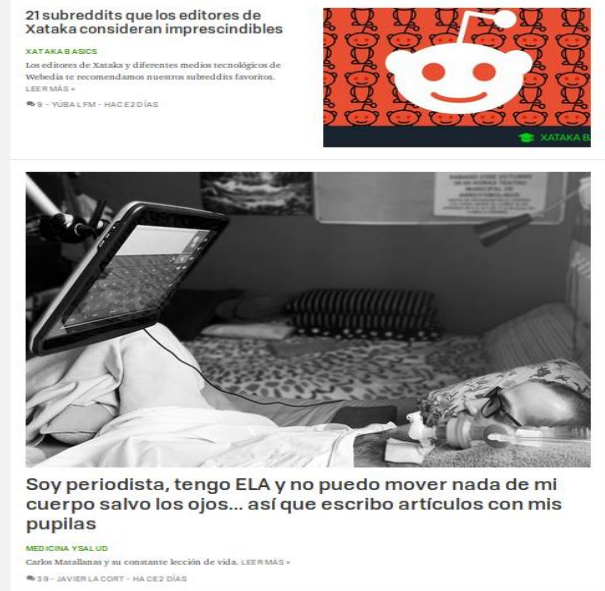 21 subreddits que los editores de
Xataka consideran imprescindibles
XATAKA BASICS
Los editores de Xataka y diferentes medios tecnológicos de
Webedia te recomendamos nuestros subreddits favoritos.
LEER MÁS »
9 - YÚBAL FM - HACE 2 DÍAS
XATAKA BA
Soy periodista, tengo ELA y no puedo mover nada de mi
cuerpo salvo los ojos... así que escribo artículos con mis
pupilas
MEDICINA Y SALUD
Carlos Matallanas y su constante lección de vida. LEER MÁS »
39 - JAVIER LACORT - HACE 2 DÍAS